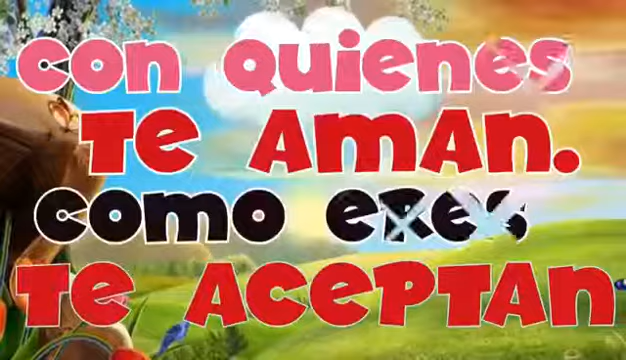 CON QUIENES
TE AMAN.
COMO ERES
TE ACEPTAN